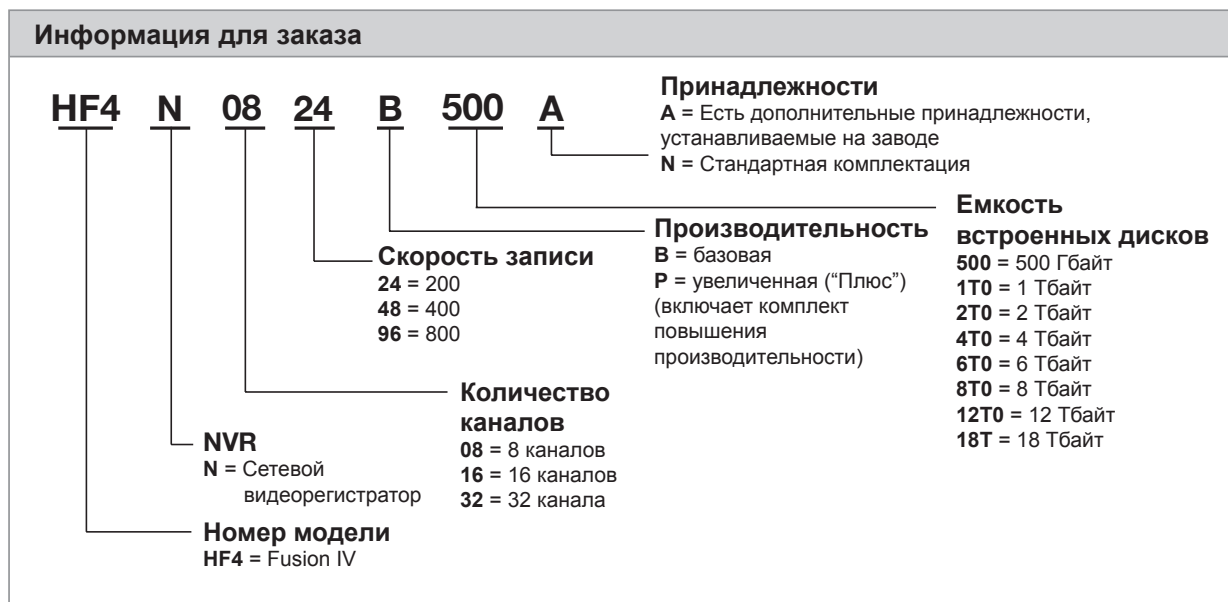 Информация для заказа
HF4 N 08 24 B 500 A
Принадлежности
A = Есть дополнительные принадлежности,
устанавливаемые на заводе
N = Стандартная комплектация
Емкость
встроенных дисков
500 = 500 Гбайт
1T0 = 1 Тбайт
2T0 = 2 Тбайт
4T0 = 4 Тбайт
6T0 = 6 Тбайт
8T0 = 8 Тбайт
12T0 = 12 Тбайт
18T = 18 Тбайт
Производительность
B = базовая
P = увеличенная (“Плюс”)
(включает комплект
повышения
производительности)
Скорость записи
24 = 200
48 = 400
96 = 800
Количество
каналов
08 = 8 каналов
16 = 16 каналов
32 = 32 канала
NVR
N = Сетевой
видеорегистратор
Номер модели
HF4 = Fusion IV